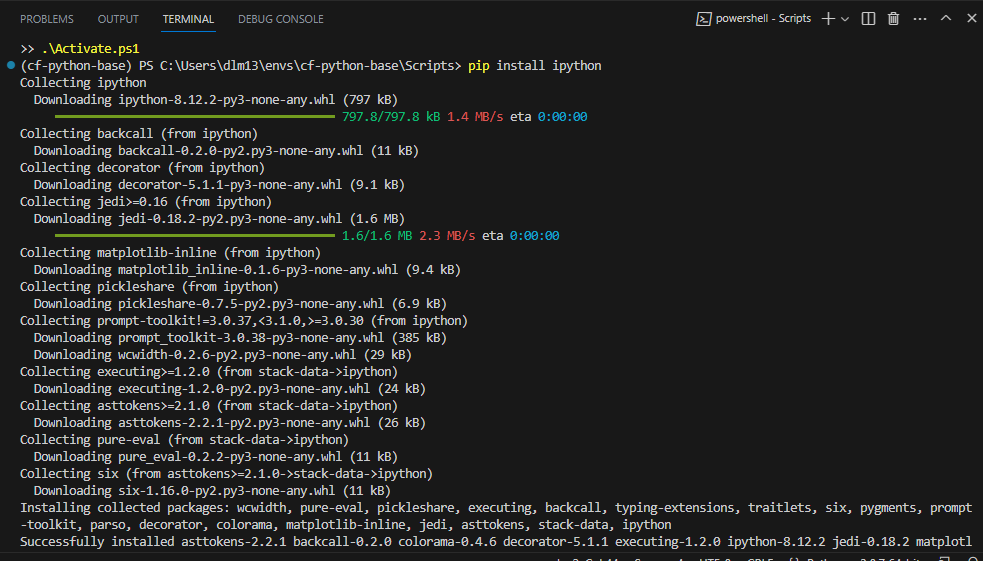 PROBLEMS OUTPUT TERMINAL DEBUG CONSOLE powershell - Scripts
>> .\Activate.ps1
(cf-python-base) PS C:\Users\dlm13\envs\cf-python-base\Scripts> pip install ipython
Collecting ipython
Downloading ipython-8.12.2-py3-none-any.whl (797 kB)
797.8/797.8 kB 1.4 MB/s eta 0:00:00
Collecting backcall (from ipython)
Downloading backcall-0.2.0-py2.py3-none-any.whl (11 kB)
Collecting decorator (from ipython)
Downloading decorator-5.1.1-py3-none-any.whl (9.1 kB)
Collecting jedi>=0.16 (from ipython)
Downloading jedi-0.18.2-py2.py3-none-any.whl (1.6 MB)
1.6/1.6 MB 2.3 MB/s eta 0:00:00
Collecting matplotlib-inline (from ipython)
Downloading matplotlib_inline-0.1.6-py3-none-any.whl (9.4 kB)
Collecting pickleshare (from ipython)
Downloading pickleshare-0.7.5-py2.py3-none-any.whl (6.9 kB)
Collecting prompt-toolkit!=3.0.37,<3.1.0,>=3.0.30 (from ipython)
Downloading prompt_toolkit-3.0.38-py3-none-any.whl (385 kB)
Downloading wcwidth-0.2.6-py2.py3-none-any.whl (29 kB)
Collecting executing>=1.2.0 (from stack-data->ipython)
Downloading executing-1.2.0-py2.py3-none-any.whl (24 kB)
Collecting asttokens>=2.1.0 (from stack-data->ipython)
Downloading asttokens-2.2.1-py2.py3-none-any.whl (26 kB)
Collecting pure-eval (from stack-data->ipython)
Downloading pure_eval-0.2.2-py3-none-any.whl (11 kB)
Collecting six (from asttokens>=2.1.0->stack-data->ipython)
Downloading six-1.16.0-py2.py3-none-any.whl (11 kB)
Installing collected packages: wcwidth, pure-eval, pickleshare, executing, backcall, typing-extensions, traitlets, six, pygments, prompt
-toolkit, parso, decorator, colorama, matplotlib-inline, jedi, asttokens, stack-data, ipython
Successfully installed asttokens-2.2.1 backcall-0.2.0 colorama-0.4.6 decorator-5.1.1 executing-1.2.0 ipython-8.12.2 jedi-0.18.2 matplotl